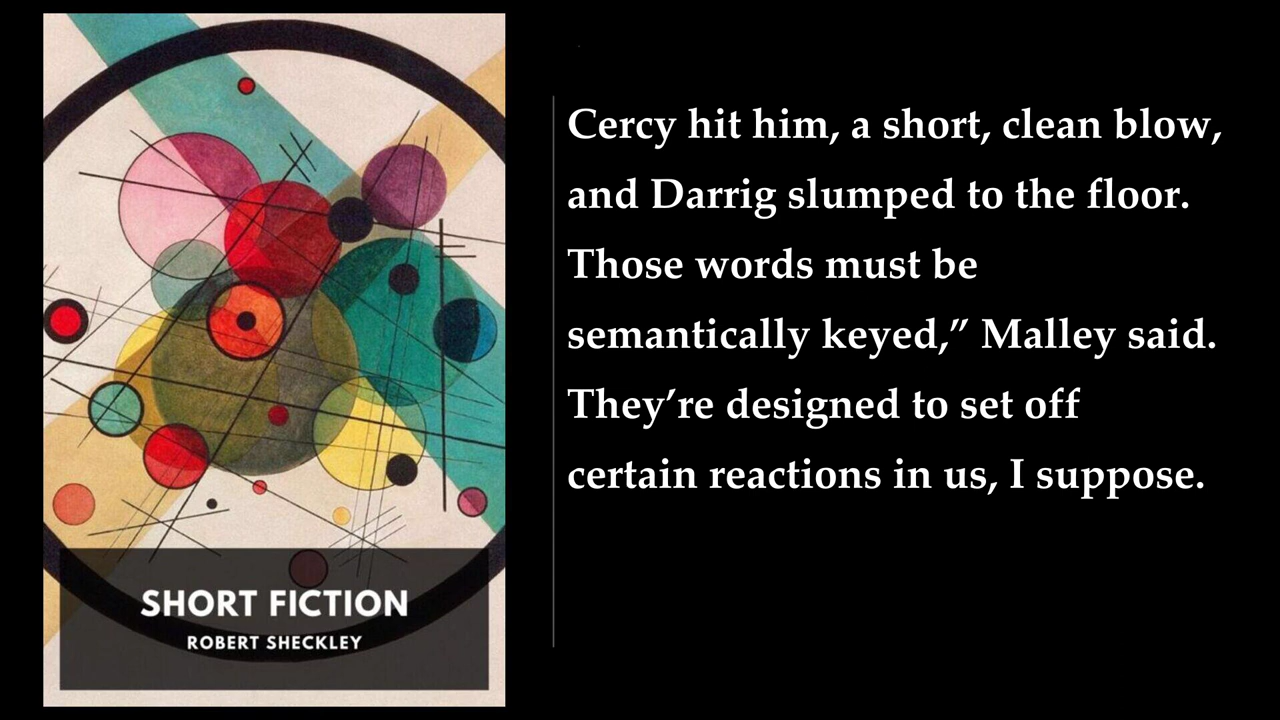 Cercy hit him, a short, clean blow,
and Darrig slumped to the floor.
Those words must be
semantically keyed,” Malley said.
They’re designed to set off
certain reactions in us, I suppose.
SHORT FICTION
ROBERT SHECKLEY